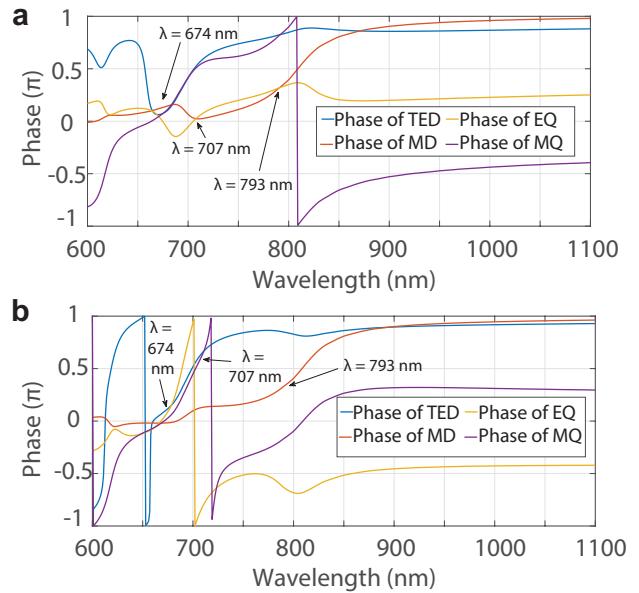 a
1
0.5
0
-0.5
-1
Phase (π)
λ = 674 nm
λ = 707 nm
λ = 793 nm
Phase of TED
Phase of EQ
Phase of MD
Phase of MQ
600
700
800
900
1000
1100
Wavelength (nm)
b
1
0.5
0
-0.5
-1
Phase (π)
λ =
674
nm
λ =
707 nm
λ = 793 nm
Phase of TED
Phase of EQ
Phase of MD
Phase of MQ
600
700
800
900
1000
1100
Wavelength (nm)